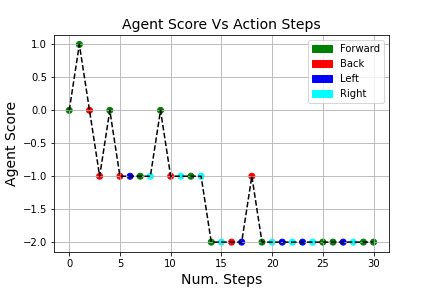 Agent Score Vs Action Steps
1.0
0.5
0.0
−0.5
−1.0
−1.5
−2.0
Agent Score
Forward
Back
Left
Right
0 5 10 15 20 25 30
Num. Steps